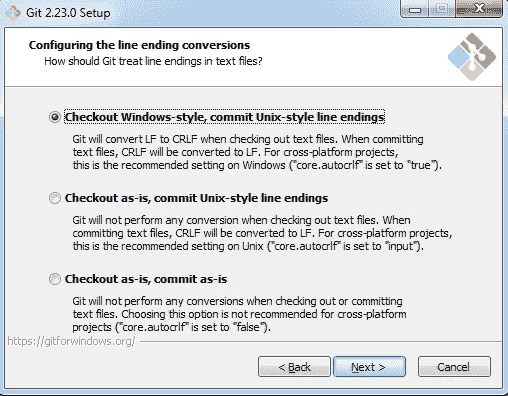 Git 2.23.0 Setup
Configuring the line ending conversions
How should Git treat line endings in text files?
Checkout Windows-style, commit Unix-style line endings
Git will convert LF to CRLF when checking out text files. When committing
text files, CRLF will be converted to LF. For cross-platform projects,
this is the recommended setting on Windows ("core.autocrlf" is set to "true").
Checkout as-is, commit Unix-style line endings
Git will not perform any conversion when checking out text files. When
committing text files, CRLF will be converted to LF. For cross-platform projects,
this is the recommended setting on Unix ("core.autocrlf" is set to "input").
Checkout as-is, commit as-is
Git will not perform any conversions when checking out or committing
text files. Choosing this option is not recommended for cross-platform
projects ("core.autocrlf" is set to "false").
https://gitforwindows.org/
< Back
Next >
Cancel